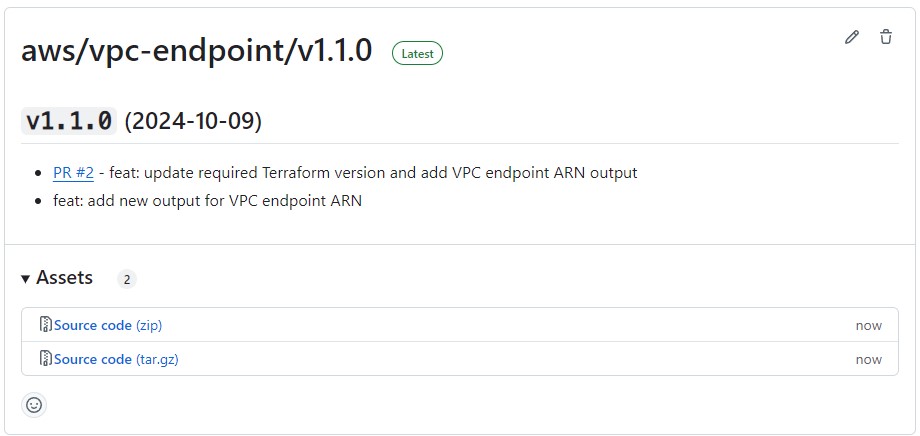 aws/vpc-endpoint/v1.1.0 Latest
v1.1.0 (2024-10-09)
PR #2 - feat: update required Terraform version and add VPC endpoint ARN output
feat: add new output for VPC endpoint ARN
Assets 2
Source code (zip) now
Source code (tar.gz) now